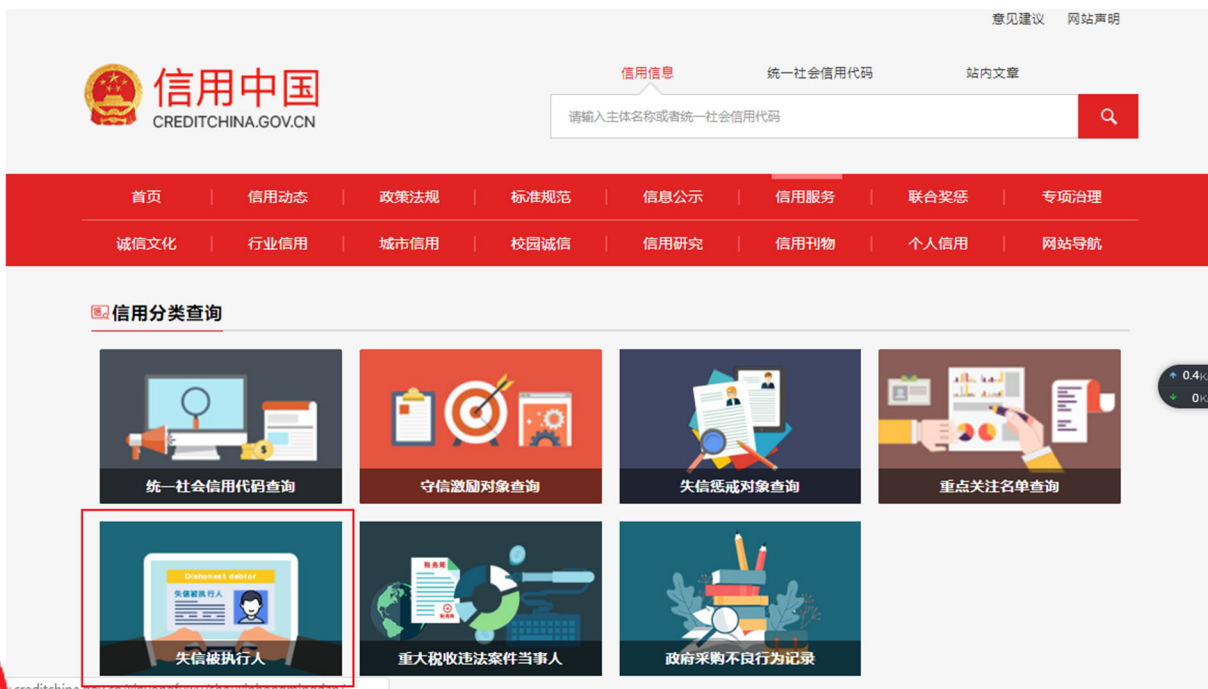 意见建议 网站声明
信用中国
CREDITCHINA.GOV.CN
信用信息 统一社会信用代码 站内文章
请输入主体名称或者统一社会信用代码
首页 信用动态 政策法规 标准规范 信息公示 信用服务 联合奖惩 专项治理
诚信文化 行业信用 城市信用 校园诚信 信用研究 信用刊物 个人信用 网站导航
信用分类查询
统一社会信用代码查询 守信激励对象查询 失信惩戒对象查询 重点关注名单查询
0.4K/
0K/
Dishonest debtor
失信被执行人
税务局
失信被执行人 重大税收违法案件当事人 政府采购不良行为记录